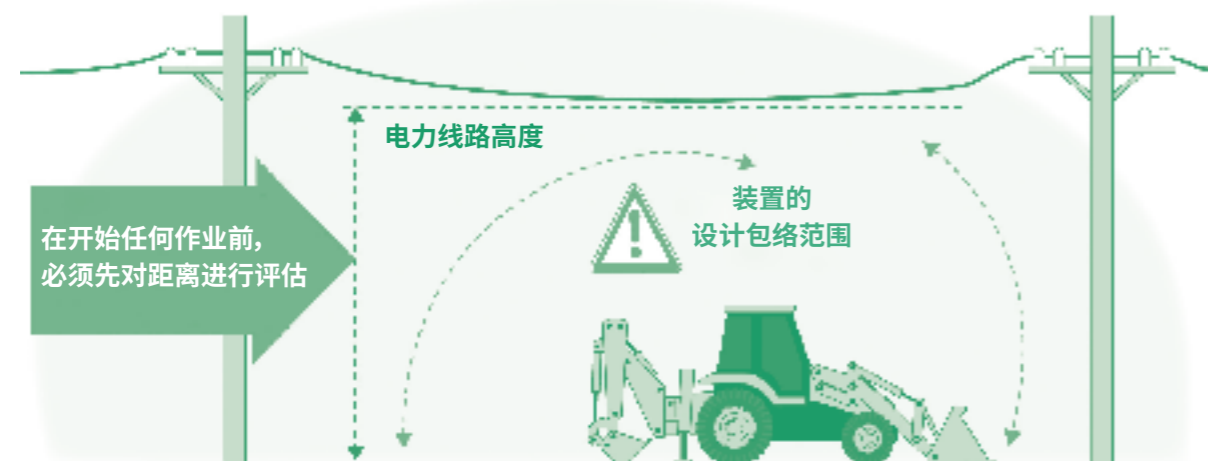 电力线路高度
装置的
设计包络范围
在开始任何作业前,
必须先对距离进行评估